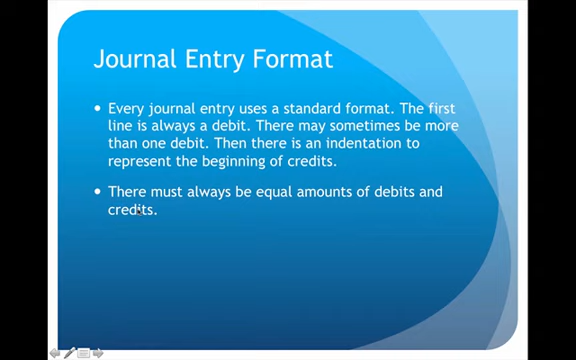 Journal Entry Format
• Every journal entry uses a standard format. The first
line is always a debit. There may sometimes be more
than one debit. Then there is an indentation to
represent the beginning of credits.
• There must always be equal amounts of debits and
credits.